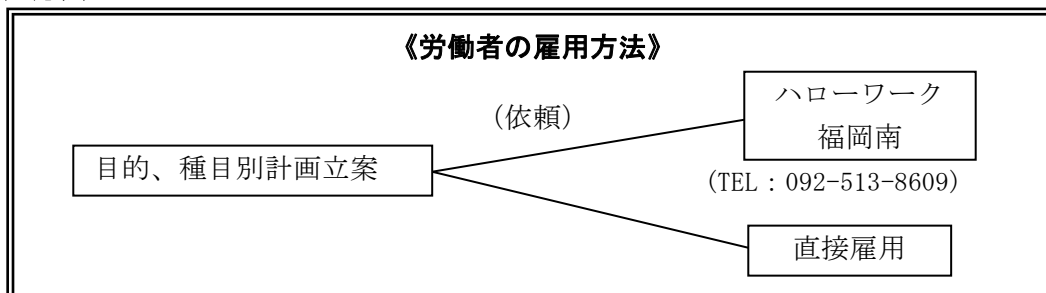 《労働者の雇用方法》
ハローワーク
福岡南
(依頼)
目的、種目別計画立案
(TEL：092-513-8609)
直接雇用